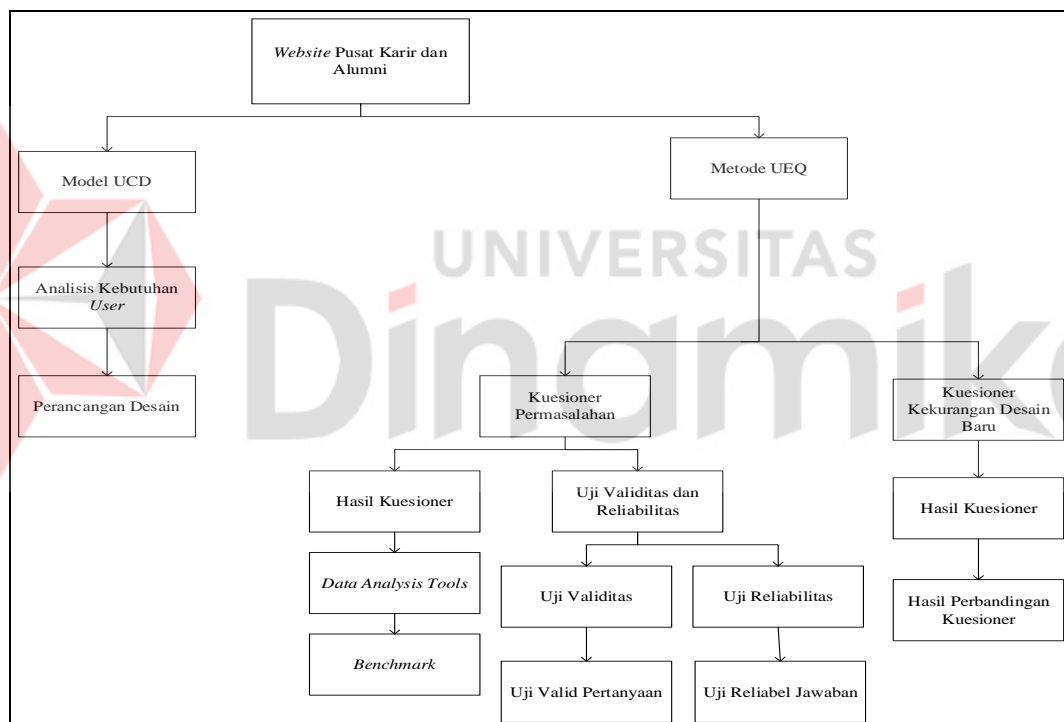 Website Pusat Karir dan
Alumni
Model UCD
Metode UEQ
UNIVERSITAS
Dinamika
Analisis Kebutuhan
User
Perancangan Desain
Kuesioner
Permasalahan
Kuesioner
Kekurangan Desain
Baru
Hasil Kuesioner
Uji Validitas dan
Reliabilitas
Hasil Kuesioner
Data Analysis Tools
Uji Validitas
Uji Reliabilitas
Hasil Perbandingan
Kuesioner
Benchmark
Uji Valid Pertanyaan
Uji Reliabel Jawaban